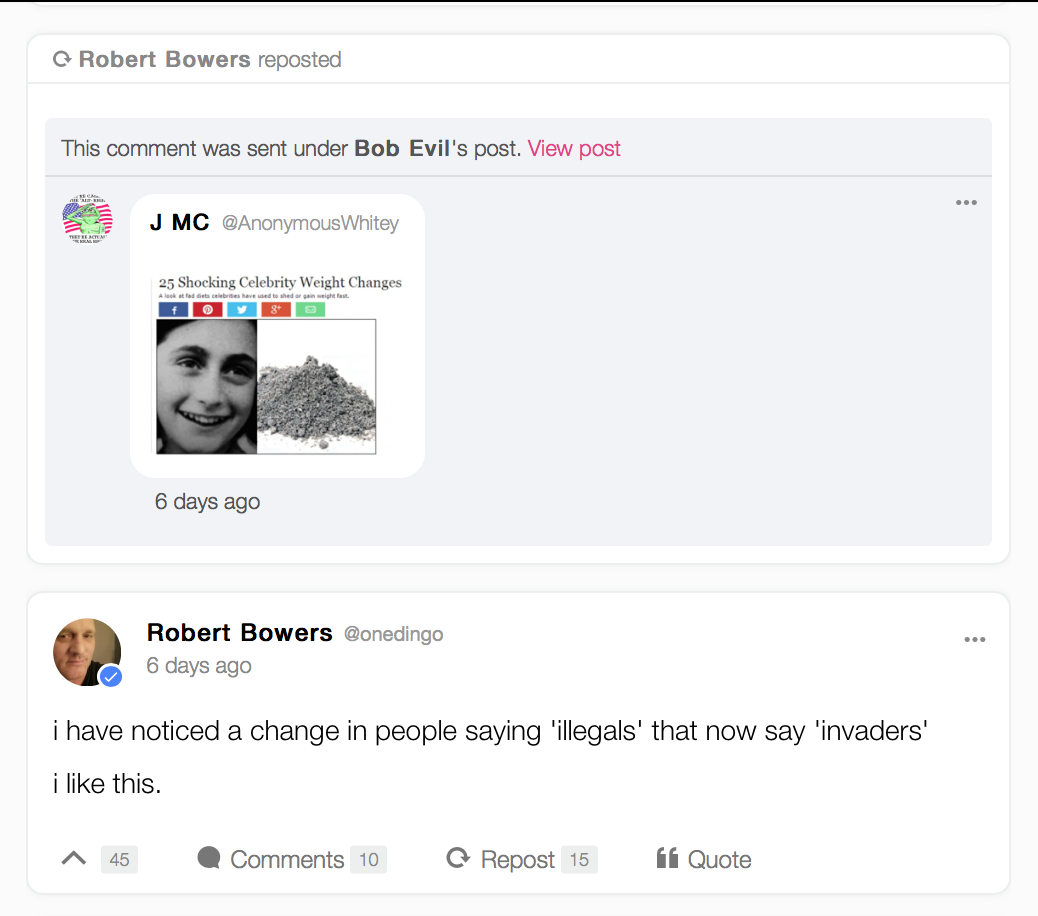 Robert Bowers reposted
This comment was sent under Bob Evil's post. View post
J MC @AnonymousWhitey
25 Shocking Celebrity Weight Changes
A look at fad diets celebrities have used to shed or gain weight fast.
6 days ago
Robert Bowers @onedingo
6 days ago
i have noticed a change in people saying 'illegals' that now say 'invaders'
i like this.
45 Comments 10 Repost 15 Quote